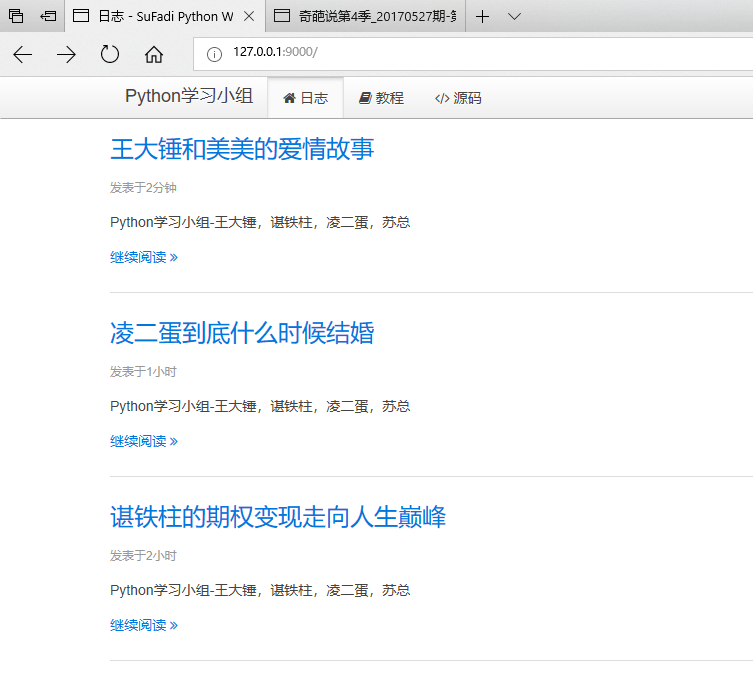 日志 - SuFadi Python W
奇葩说第4季_20170527期-第
127.0.0.1:9000/
Python学习小组 日志 教程 </> 源码
王大锤和美美的爱情故事
发表于2分钟
Python学习小组-王大锤，谌铁柱，凌二蛋，苏总
继续阅读 »
凌二蛋到底什么时候结婚
发表于1小时
Python学习小组-王大锤，谌铁柱，凌二蛋，苏总
继续阅读 »
谌铁柱的期权变现走向人生巅峰
发表于2小时
Python学习小组-王大锤，谌铁柱，凌二蛋，苏总
继续阅读 »